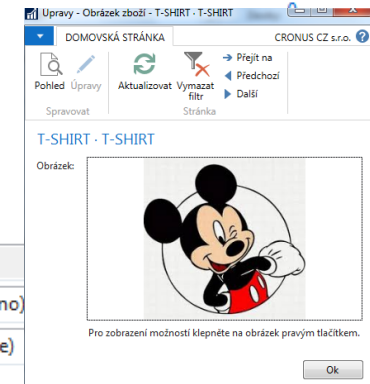 Úpravy - Obrázek zboží - T-SHIRT · T-SHIRT
DOMOVSKÁ STRÁNKA
CRONUS CZ s.r.o.
Pohled
Úpravy
Aktualizovat
Vymazat filtr
Přejít na
Předchozí
Další
Spravovat
Stránka
T-SHIRT · T-SHIRT
Obrázek:
no)
e)
Pro zobrazení možností klepněte na obrázek pravým tlačítkem.
Ok